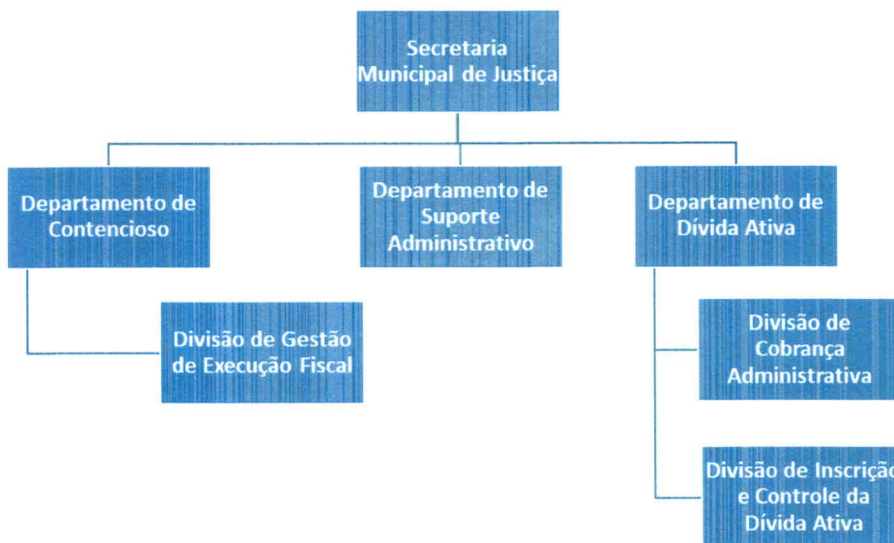 Secretaria
Municipal de Justiça
Departamento de
Contencioso
Departamento de
Suporte
Administrativo
Departamento de
Dívida Ativa
Divisão de Gestão
de Execução Fiscal
Divisão de
Cobrança
Administrativa
Divisão de Inscrição
e Controle da
Dívida Ativa